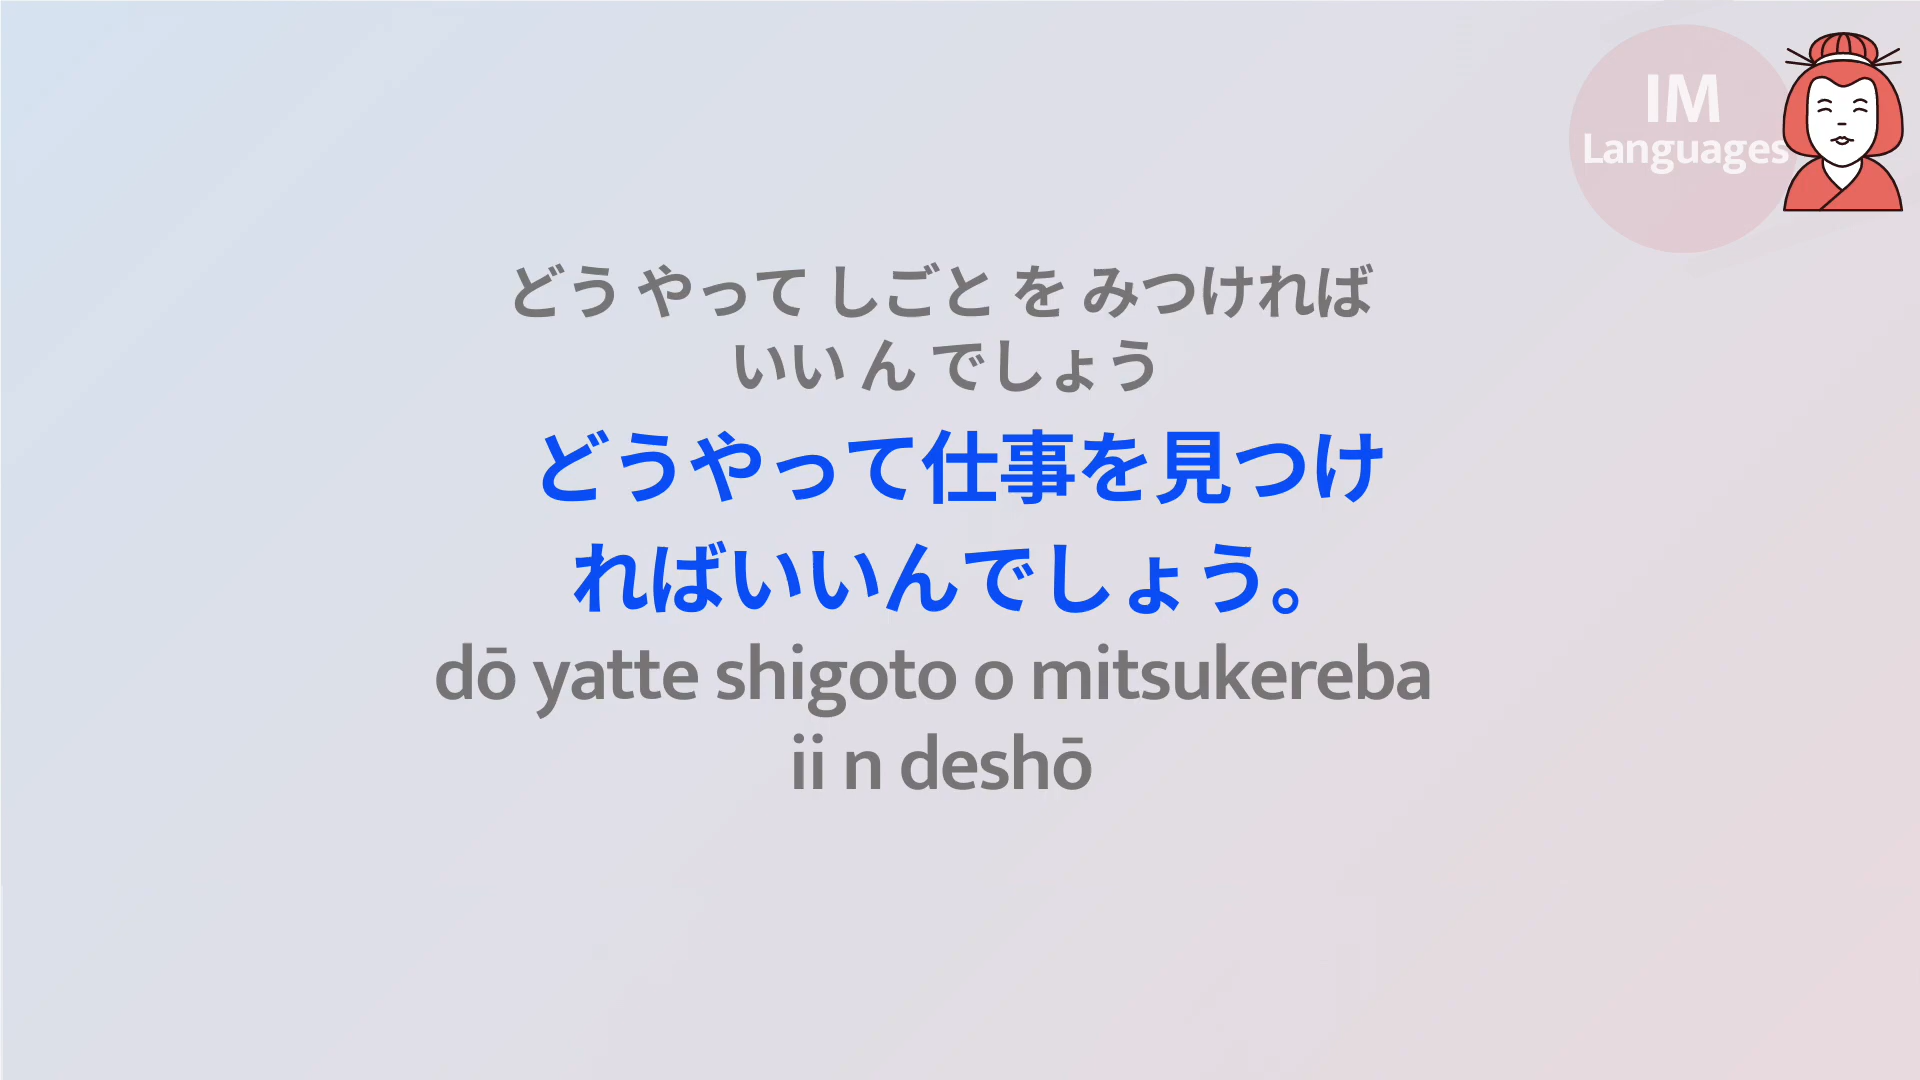 IM
Languages
どう やって しごと を みつければ
いい ん でしょう
どうやって仕事を見つけ
ればいいんでしょう。
dō yatte shigoto o mitsukereba
ii n deshō